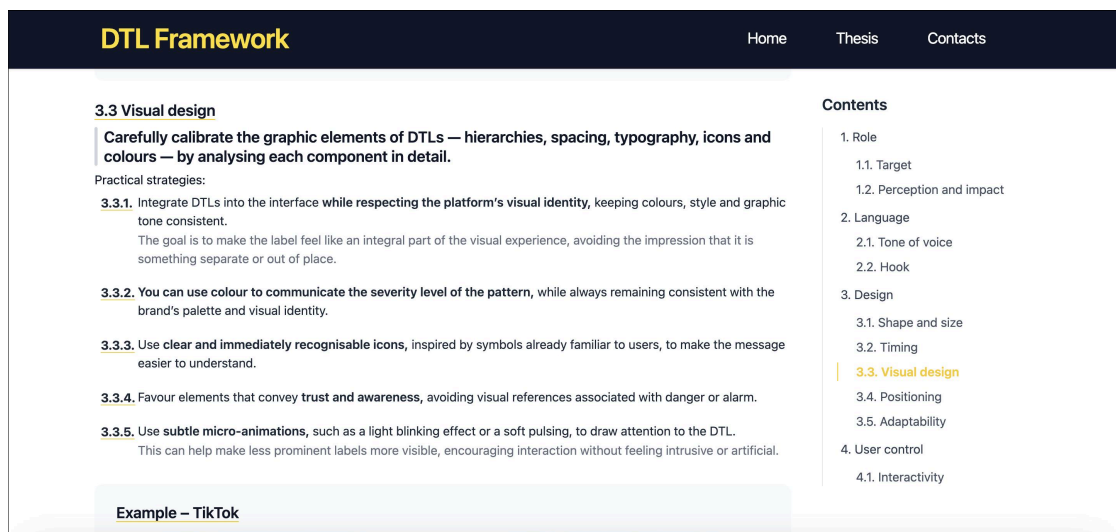 DTL Framework
Home
Thesis
Contacts
3.3 Visual design
Carefully calibrate the graphic elements of DTLs — hierarchies, spacing, typography, icons and
colours — by analysing each component in detail.
Practical strategies:
3.3.1. Integrate DTLs into the interface while respecting the platform's visual identity, keeping colours, style and graphic
tone consistent.
The goal is to make the label feel like an integral part of the visual experience, avoiding the impression that it is
something separate or out of place.
3.3.2. You can use colour to communicate the severity level of the pattern, while always remaining consistent with the
brand's palette and visual identity.
3.3.3. Use clear and immediately recognisable icons, inspired by symbols already familiar to users, to make the message
easier to understand.
3.3.4. Favour elements that convey trust and awareness, avoiding visual references associated with danger or alarm.
3.3.5. Use subtle micro-animations, such as a light blinking effect or a soft pulsing, to draw attention to the DTL.
This can help make less prominent labels more visible, encouraging interaction without feeling intrusive or artificial.
Example – TikTok
Contents
1. Role
1.1. Target
1.2. Perception and impact
2. Language
2.1. Tone of voice
2.2. Hook
3. Design
3.1. Shape and size
3.2. Timing
3.3. Visual design
3.4. Positioning
3.5. Adaptability
4. User control
4.1. Interactivity